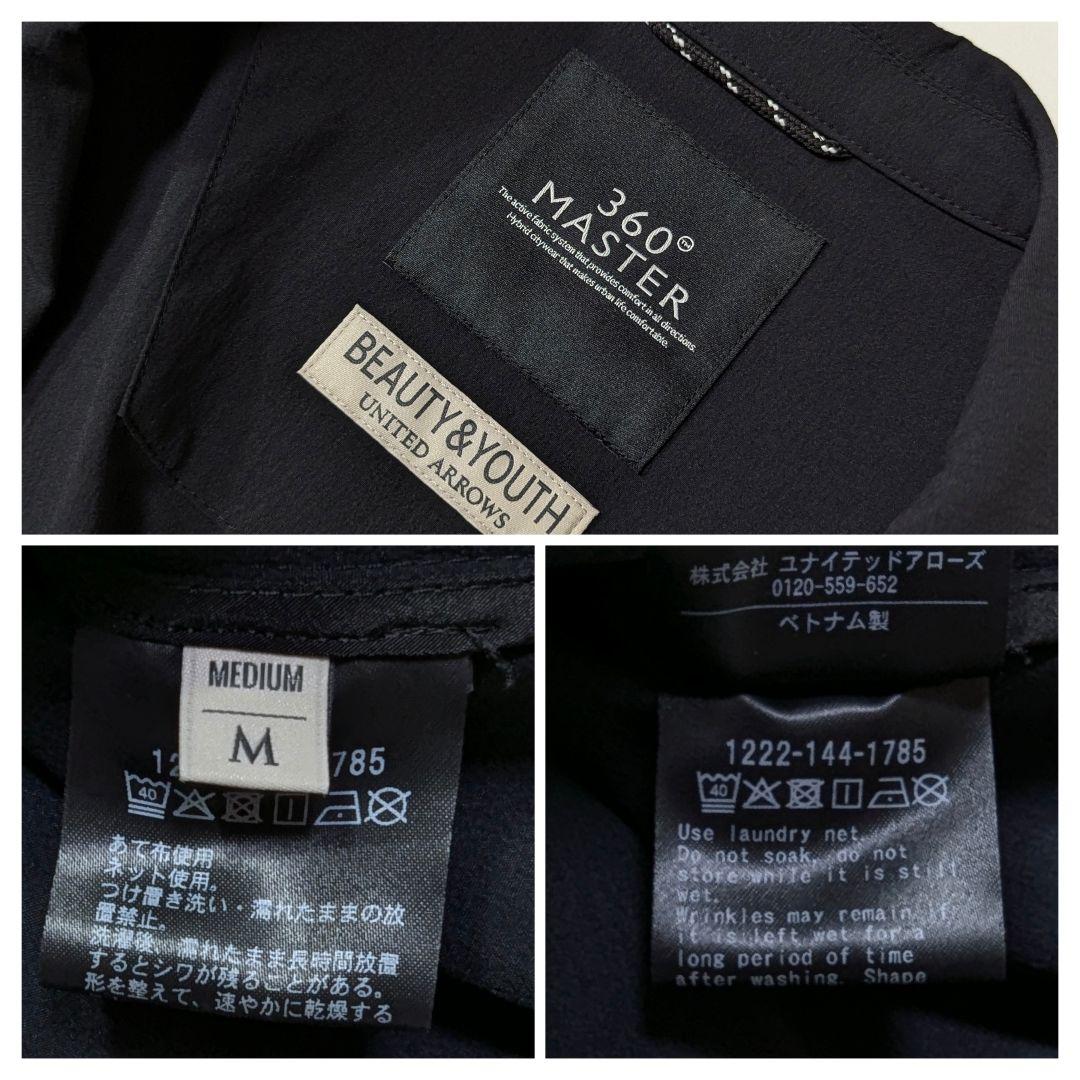 360°™
MASTER
The active fabric system that provides comfort in all directions.
Hybrid citywear that makes urban life comfortable.
BEAUTY&YOUTH
UNITED ARROWS
MEDIUM
M
785
40
あて布使用
ネット使用。
つけ置き洗い・濡れたままの放
置禁止。
洗濯後、濡れたまま長時間放置
するとシワが残ることがある。
形を整えて、速やかに乾燥する
株式会社 ユナイテッドアローズ
0120-559-652
ベトナム製
1222-144-1785
40
Use laundry net.
Do not soak, do not
store while it is still
wet.
Wrinkles may remain if
it is left wet for a
long period of time
after washing. Shape